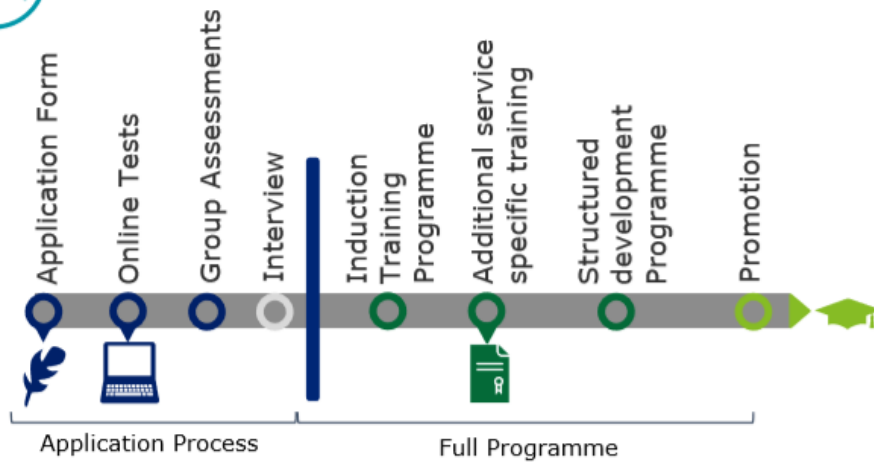 Application Form
Online Tests
Group Assessments
Interview
Induction
Training
Programme
Additional service
specific training
Structured
development
Programme
Promotion
Application Process
Full Programme